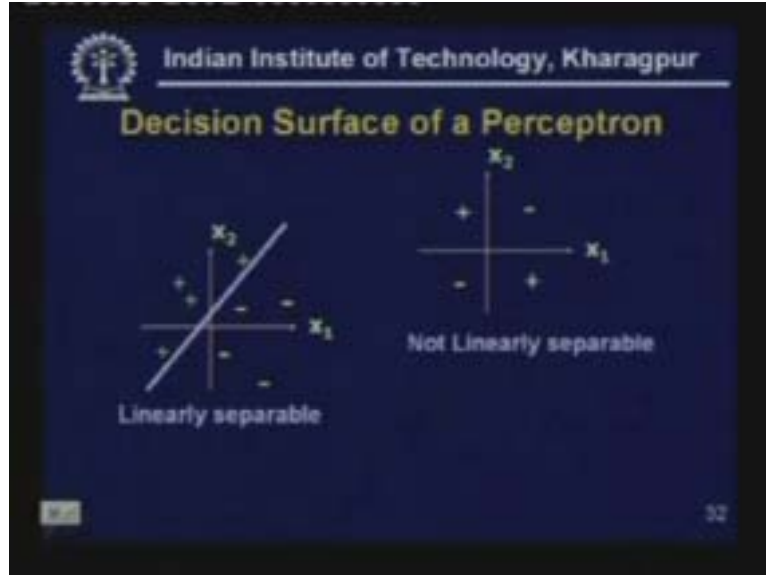 Indian Institute of Technology, Kharagpur
Decision Surface of a Perceptron
x₂
+ -
x₁
- +
Not Linearly separable
x₂
+
+
+
- -
x₁
+
-
-
Linearly separable
32